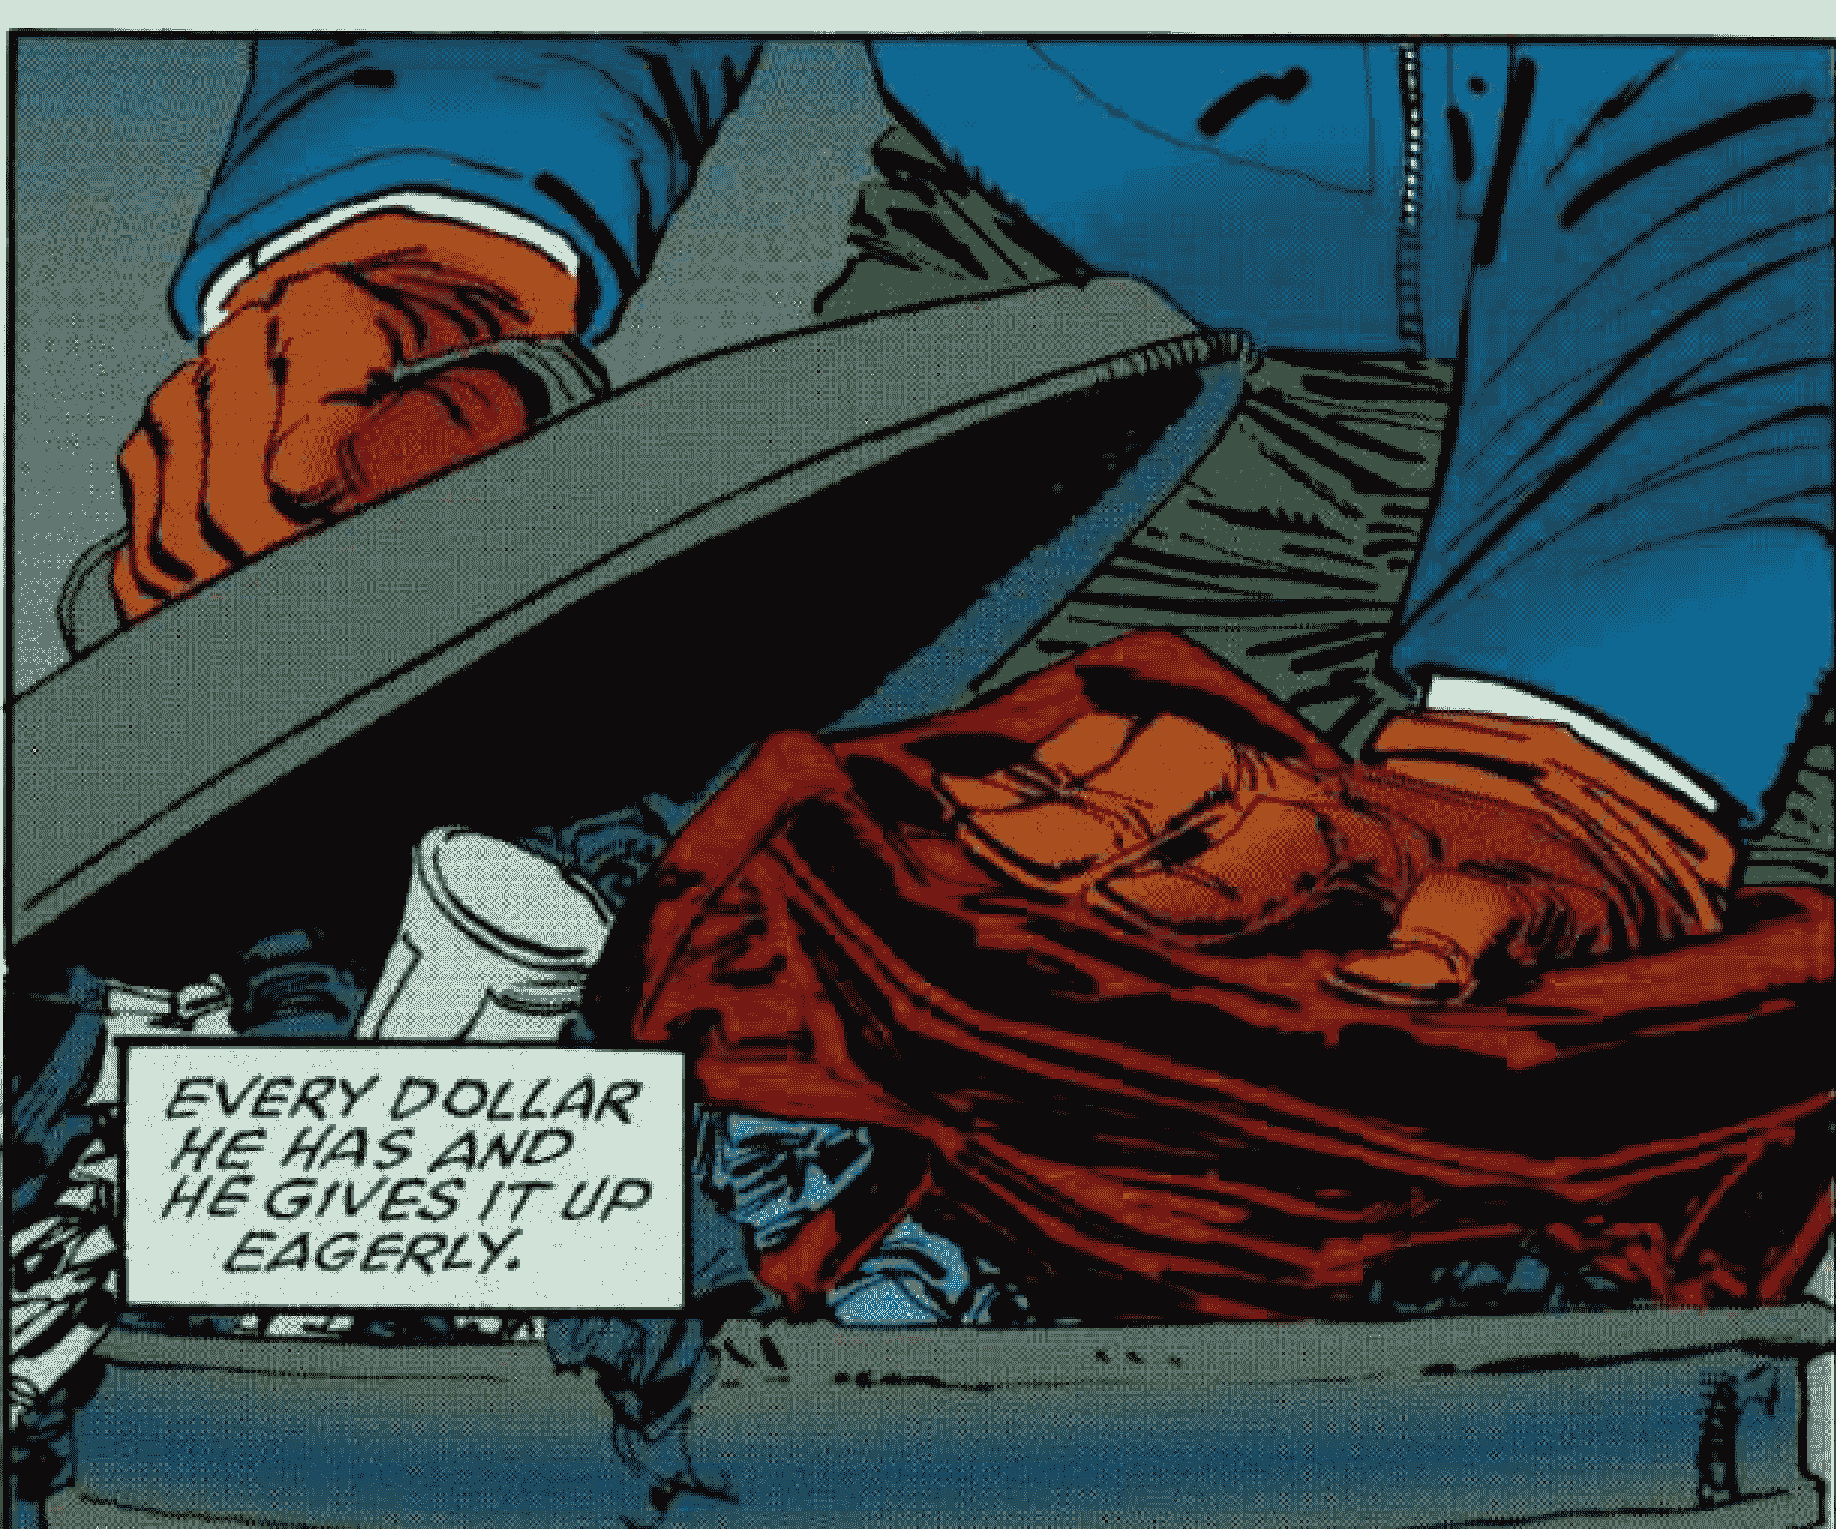 EVERY DOLLAR
HE HAS AND
HE GIVES IT UP
EAGERLY.